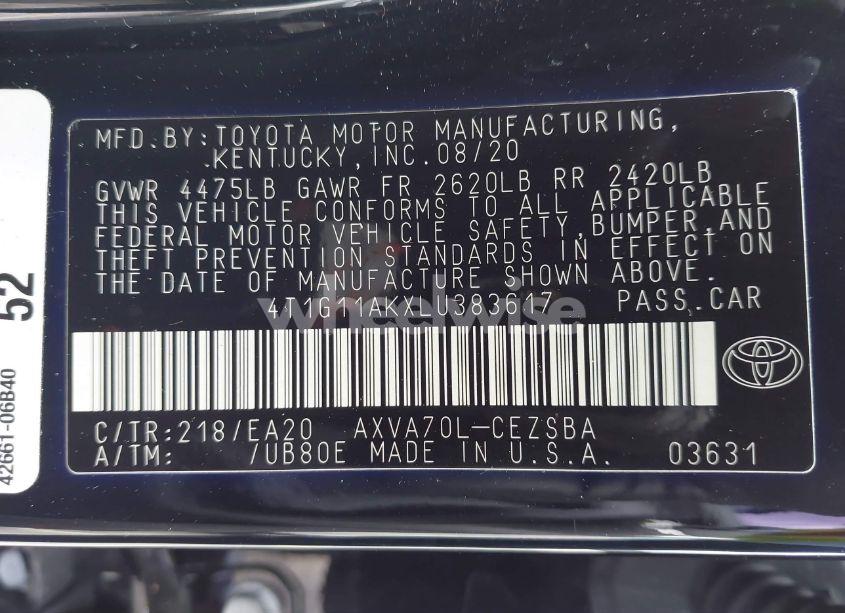 MFD.BY:TOYOTA MOTOR MANUFACTURING,
KENTUCKY,INC.08/20
GVWR 4475LB GAWR FR 2620LB RR 2420LB
THIS VEHICLE CONFORMS TO ALL APPLICABLE
FEDERAL MOTOR VEHICLE SAFETY,BUMPER,AND
THEFT PREVENTION STANDARDS IN EFFECT ON
THE DATE OF MANUFACTURE SHOWN ABOVE.
PASS.CAR
wheelwise
C/TR:218/EA20 AXVA70L-CEZSBA
A/TM: /UB80E MADE IN U.S.A. 03631
52
42661-06B40